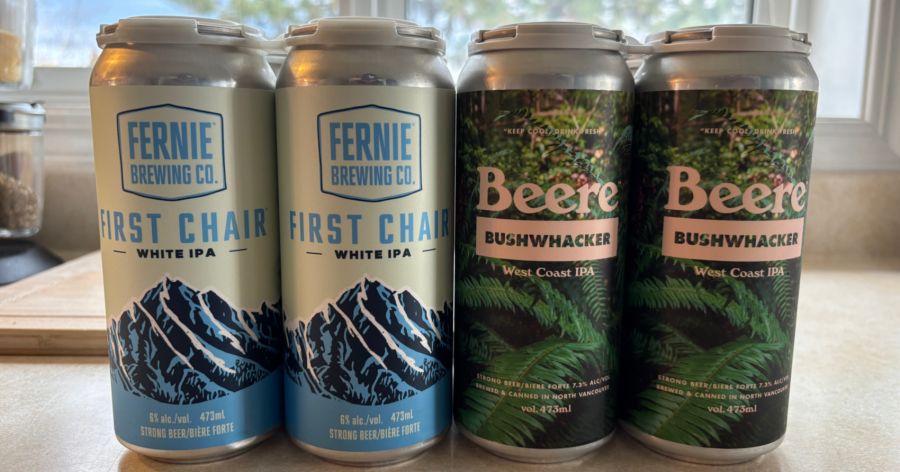 FERNIE
BREWING CO.
FIRST CHAIR
WHITE IPA
6% alc./vol. 473mL
STRONG BEER/BIÈRE FORTE
FERNIE
BREWING CO.
FIRST CHAIR
WHITE IPA
6% alc./vol. 473mL
STRONG BEER/BIÈRE FORTE
"KEEP COOL, DRINK FRESH
Beere
BUSHWHACKER
West Coast IPA
STRONG BEER/BIÈRE FORTE 7.3% ALC/VOL
BREWED & CANNED IN NORTH VANCOUVER
vol. 473ml
"KEEP COOL, DRINK FRESH
Beere
BUSHWHACKER
West Coast IPA
STRONG BEER/BIÈRE FORTE 7.3% ALC/VOL
BREWED & CANNED IN NORTH VANCOUVER
vol. 473ml